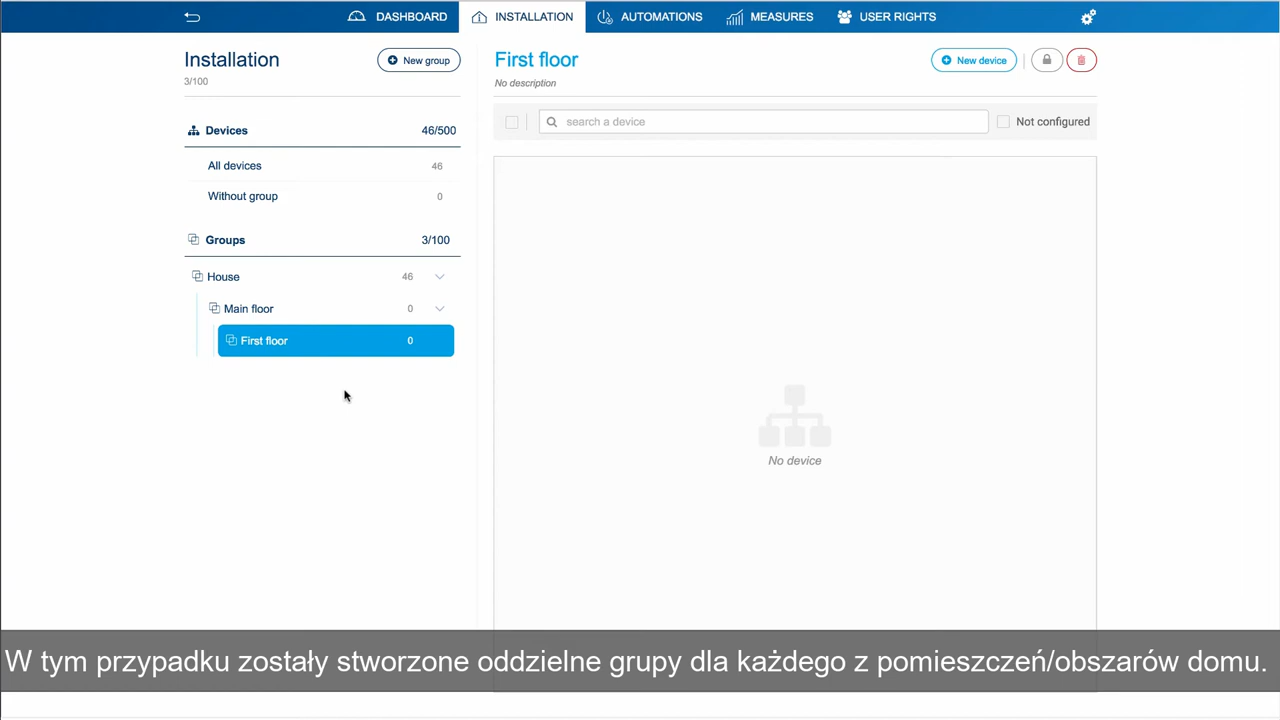 DASHBOARD
INSTALLATION
AUTOMATIONS
MEASURES
USER RIGHTS
Installation
New group
3/100
First floor
New device
No description
search a device
Not configured
Devices 46/500
All devices 46
Without group 0
Groups 3/100
House 46
Main floor 0
First floor 0
No device
W tym przypadku zostały stworzone oddzielne grupy dla każdego z pomieszczeń/obszarów domu.